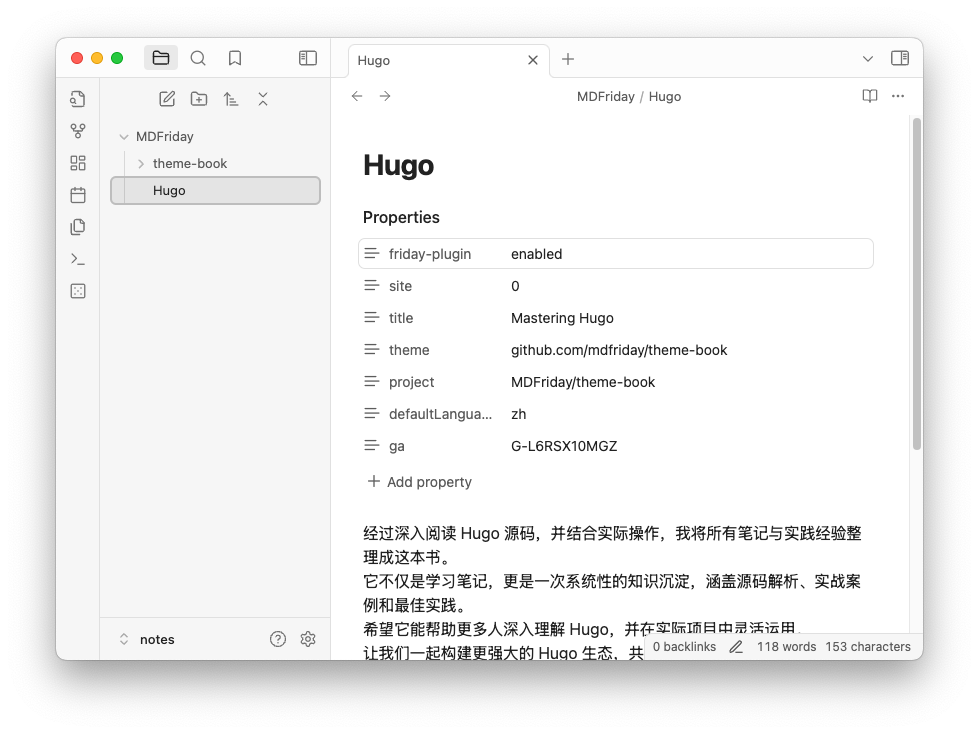 Hugo
MDFriday / Hugo
MDFriday
theme-book
Hugo
notes
Hugo
Properties
friday-plugin enabled
site 0
title Mastering Hugo
theme github.com/mdfriday/theme-book
project MDFriday/theme-book
defaultLangua... zh
ga G-L6RSX10MGZ
Add property
经过深入阅读 Hugo 源码，并结合实际操作，我将所有笔记与实践经验整
理成这本书。
它不仅是学习笔记，更是一次系统性的知识沉淀，涵盖源码解析、实战案
例和最佳实践。
希望它能帮助更多人深入理解 Hugo，并在实际项目中灵活运用。
让我们一起构建更强大的 Hugo 生态，共
0 backlinks 118 words 153 characters